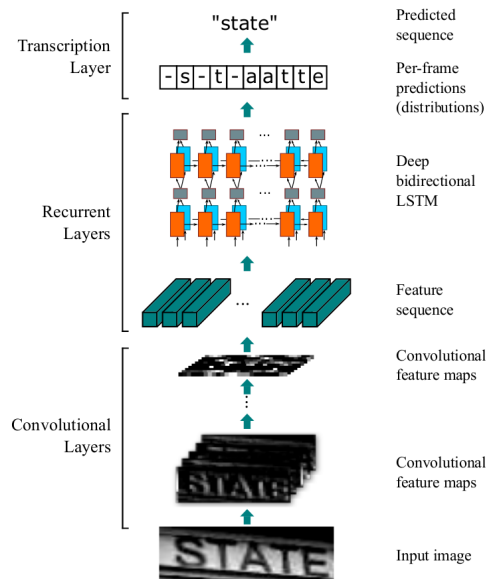 "state"
Predicted
sequence
Transcription
Layer
-s-t-aatte
Per-frame
predictions
(distributions)
Recurrent
Layers
Deep
bidirectional
LSTM
...
Feature
sequence
Convolutional
Layers
Convolutional
feature maps
STATE
Convolutional
feature maps
STATE
Input image